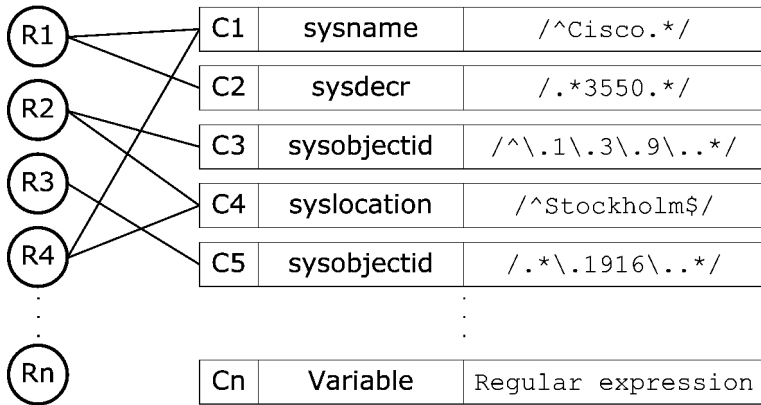 R1 C1 sysname /^Cisco.*/
C2 sysdecr /.*3550.*/
R2
C3 sysobjectid /^\.1\.3\.9\..*/
R3
C4 syslocation /^Stockholm$/
R4 C5 sysobjectid /.*\.1916\..*/
Rn Cn Variable Regular expression